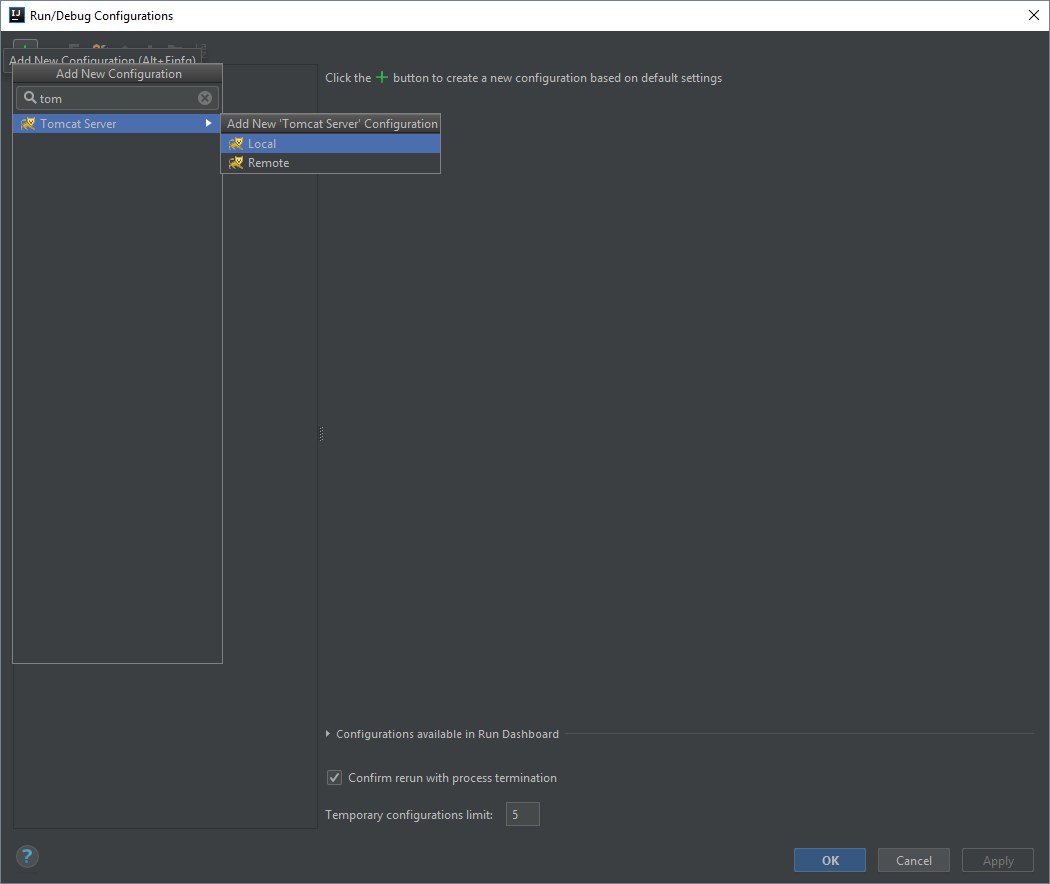 Run/Debug Configurations
Add New Configuration (Alt+Einfg)
Add New Configuration
tom
Tomcat Server
Add New 'Tomcat Server' Configuration
Local
Remote
Click the + button to create a new configuration based on default settings
Configurations available in Run Dashboard
Confirm rerun with process termination
Temporary configurations limit: 5
?
OK Cancel Apply